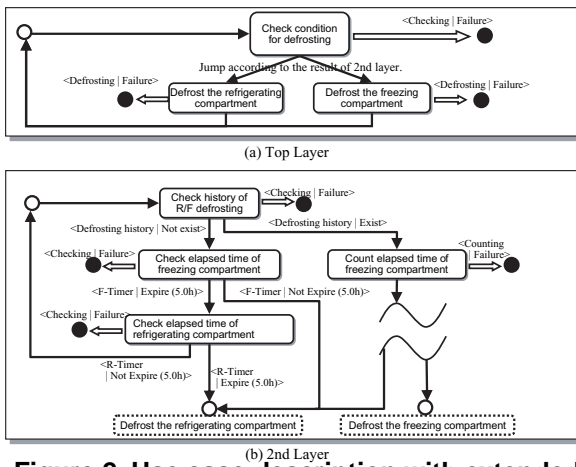 Check condition
for defrosting
<Checking | Failure>
Jump according to the result of 2nd layer.
<Defrosting | Failure>
Defrost the refrigerating
compartment
Defrost the freezing
compartment
<Defrosting | Failure>
(a) Top Layer
Check history of
R/F defrosting
<Checking | Failure>
<Defrosting history | Not exist>
<Defrosting history | Exist>
<Checking | Failure>
Check elapsed time of
freezing compartment
Count elapsed time of
freezing compartment
<Counting
| Failure>
<F-Timer | Expire (5.0h)>
<F-Timer | Not Expire (5.0h)>
<Checking | Failure>
Check elapsed time of
refrigerating compartment
<R-Timer
| Not Expire (5.0h)>
<R-Timer
| Expire (5.0h)>
Defrost the refrigerating compartment
Defrost the freezing compartment
(b) 2nd Layer